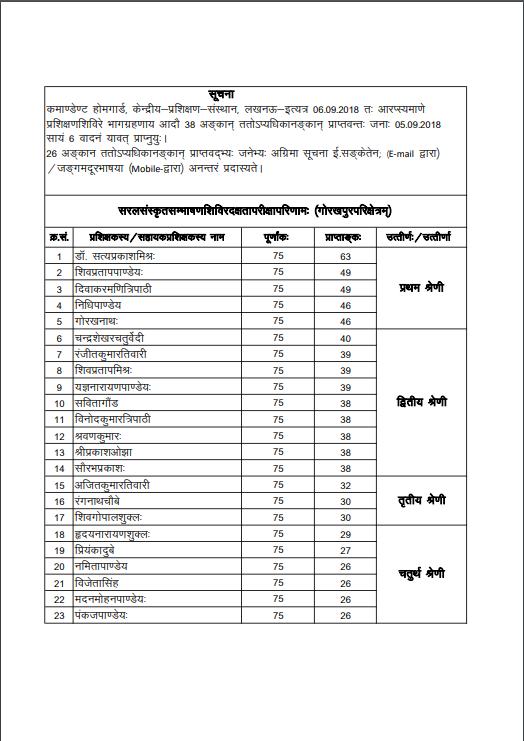 सूचना
कमाण्डेण्ट होमगार्ड, केन्द्रीय–प्रशिक्षण–संस्थान, लखनऊ–इत्यत्र 06.09.2018 तः आरप्स्यमाणे
प्रशिक्षणशिविरे भागग्रहणाय आदौ 38 अङ्कान् ततोऽप्यधिकानङ्कान् प्राप्तवन्तः जनाः 05.09.2018
सायं 6 वादनं यावत् प्राप्नुयुः।
26 अङ्कान ततोऽप्यधिकानङ्कान् प्राप्तवद्भ्यः जनेभ्यः अग्रिमा सूचना ई.सङ्केतेन; (E-mail द्वारा)
/जङ्गमदूरभाषया (Mobile-द्वारा) अनन्तरं प्रदास्यते।
सरलसंस्कृतसम्भाषणशिविरदक्षतापरीक्षापरिणामः (गोरखपुरपरिक्षेत्रम्)
क्र.सं. प्रशिक्षकस्य/सहायकप्रशिक्षकस्य नाम पूर्णांकः प्राप्ताङ्कः उत्तीर्णः/उत्तीर्णा
1 डॉ. सत्यप्रकाशमिश्रः 75 63
2 शिवप्रतापपाण्डेयः 75 49
3 दिवाकरमणित्रिपाठी 75 49 प्रथम श्रेणी
4 निधिपाण्डेय 75 46
5 गोरखनाथः 75 46
6 चन्द्रशेखरचतुर्वेदी 75 40
7 रंजीतकुमारतिवारी 75 39
8 शिवप्रतापमिश्रः 75 39
9 यज्ञनारायणपाण्डेयः 75 39
10 सवितागौंड 75 38 द्वितीय श्रेणी
11 विनोदकुमारत्रिपाठी 75 38
12 श्रवणकुमारः 75 38
13 श्रीप्रकाशओझा 75 38
14 सौरभप्रकाशः 75 38
15 अजितकुमारतिवारी 75 32
16 रंगनाथचौबे 75 30 तृतीय श्रेणी
17 शिवगोपालशुक्लः 75 30
18 हृदयनारायणशुक्लः 75 29
19 प्रियंकादुबे 75 27
20 नमितापाण्डेय 75 26
21 विजेतासिंह 75 26 चतुर्थ श्रेणी
22 मदनमोहनपाण्डेयः 75 26
23 पंकजपाण्डेयः 75 26